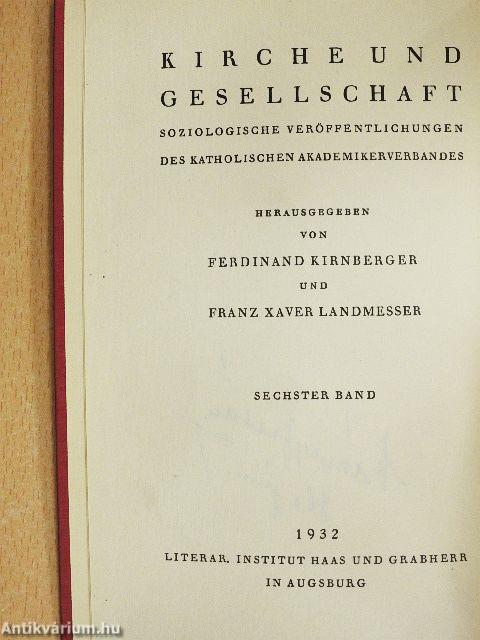 KIRCHE UND
GESELLSCHAFT
SOZIOLOGISCHE VERÖFFENTLICHUNGEN
DES KATHOLISCHEN AKADEMIKERVERBANDES
HERAUSGEGEBEN
VON
FERDINAND KIRNBERGER
UND
FRANZ XAVER LANDMESSER
SECHSTER BAND
1932
LITERAR. INSTITUT HAAS UND GRABHERR
IN AUGSBURG
Antikvárium.hu